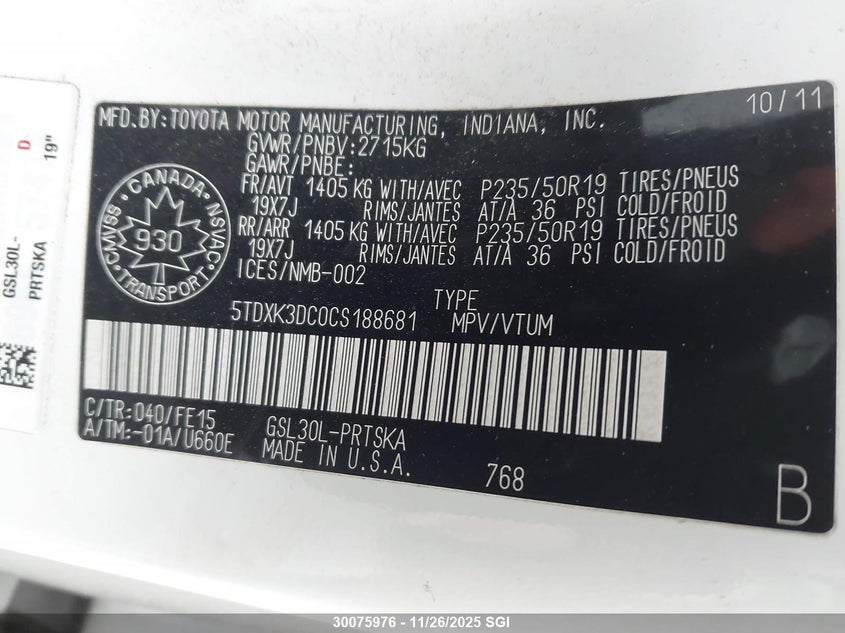 GSL30L-
PRTSKA
D
19"
10/11
MFD.BY:TOYOTA MOTOR MANUFACTURING, INDIANA, INC.
GVWR/PNBV:2715KG
GAWR/PNBE:
FR/AVT 1405 KG WITH/AVEC P235/50R19 TIRES/PNEUS
19X7J RIMS/JANTES AT/A 36 PSI COLD/FROID
RR/ARR 1405 KG WITH/AVEC P235/50R19 TIRES/PNEUS
19X7J RIMS/JANTES AT/A 36 PSI COLD/FROID
ICES/NMB-002
CANADA
CMVSS NSVAC
930
TRANSPORT
TYPE
5TDXK3DC0CS188681 MPV/VTUM
C/TR:040/FE15 GSL30L-PRTSKA
A/TM:-01A/U660E MADE IN U.S.A.
768
B
30075976 - 11/26/2025 SGI